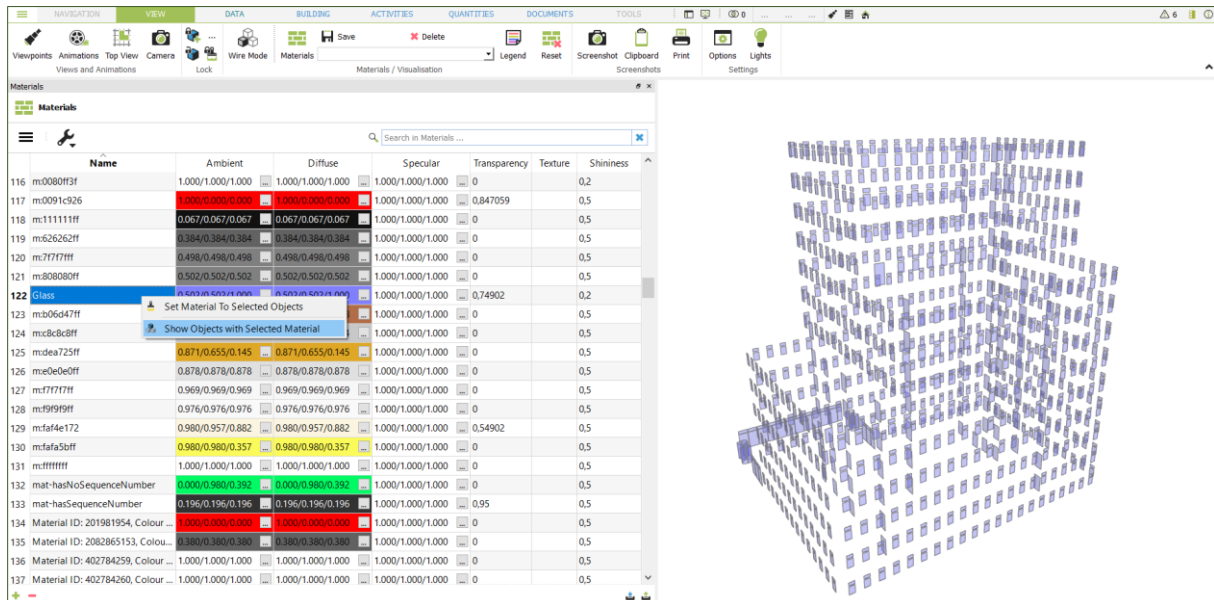 NAVIGATION VIEW DATA BUILDING ACTIVITIES QUANTITIES DOCUMENTS TOOLS 0 ... ... ... 6
... Save Delete
Viewpoints Animations Top View Camera Wire Mode Materials Legend Reset Screenshot Clipboard Print Options Lights
Views and Animations Lock Materials / Visualisation Screenshots Settings
Materials
Materials
Search in Materials ...
Name Ambient Diffuse Specular Transparency Texture Shininess
116 m:0080ff3f 1.000/1.000/1.000 ... 1.000/1.000/1.000 ... 1.000/1.000/1.000 ... 0 0,2
117 m:0091c926 1.000/0.000/0.000 ... 1.000/0.000/0.000 ... 1.000/1.000/1.000 ... 0,847059 0,5
118 m:111111ff 0.067/0.067/0.067 ... 0.067/0.067/0.067 ... 1.000/1.000/1.000 ... 0 0,5
119 m:626262ff 0.384/0.384/0.384 ... 0.384/0.384/0.384 ... 1.000/1.000/1.000 ... 0 0,5
120 m:7f7f7fff 0.498/0.498/0.498 ... 0.498/0.498/0.498 ... 1.000/1.000/1.000 ... 0 0,5
121 m:808080ff 0.502/0.502/0.502 ... 0.502/0.502/0.502 ... 1.000/1.000/1.000 ... 0 0,5
122 Glass 0.502/0.502/1.000 ... 0.502/0.502/1.000 ... 1.000/1.000/1.000 ... 0,74902 0,2
Set Material To Selected Objects
123 m:b06d47ff ... 1.000/1.000/1.000 ... 0 0,5
Show Objects with Selected Material
124 m:c8c8c8ff ... 1.000/1.000/1.000 ... 0 0,5
125 m:dea725ff 0.871/0.655/0.145 ... 0.871/0.655/0.145 ... 1.000/1.000/1.000 ... 0 0,5
126 m:e0e0e0ff 0.878/0.878/0.878 ... 0.878/0.878/0.878 ... 1.000/1.000/1.000 ... 0 0,5
127 m:f7f7f7ff 0.969/0.969/0.969 ... 0.969/0.969/0.969 ... 1.000/1.000/1.000 ... 0 0,5
128 m:f9f9f9ff 0.976/0.976/0.976 ... 0.976/0.976/0.976 ... 1.000/1.000/1.000 ... 0 0,5
129 m:faf4e172 0.980/0.957/0.882 ... 0.980/0.957/0.882 ... 1.000/1.000/1.000 ... 0,54902 0,5
130 m:fafa5bff 0.980/0.980/0.357 ... 0.980/0.980/0.357 ... 1.000/1.000/1.000 ... 0 0,5
131 m:ffffffff 1.000/1.000/1.000 ... 1.000/1.000/1.000 ... 1.000/1.000/1.000 ... 0 0,5
132 mat-hasNoSequenceNumber 0.000/0.980/0.392 ... 0.000/0.980/0.392 ... 1.000/1.000/1.000 ... 0 0,5
133 mat-hasSequenceNumber 0.196/0.196/0.196 ... 0.196/0.196/0.196 ... 1.000/1.000/1.000 ... 0,95 0,5
134 Material ID: 201981954, Colour ... 1.000/0.000/0.000 ... 1.000/0.000/0.000 ... 1.000/1.000/1.000 ... 0 0,5
135 Material ID: 2082865153, Colou... 0.380/0.380/0.380 ... 0.380/0.380/0.380 ... 1.000/1.000/1.000 ... 0 0,5
136 Material ID: 402784259, Colour ... 1.000/1.000/1.000 ... 1.000/1.000/1.000 ... 1.000/1.000/1.000 ... 0 0,5
137 Material ID: 402784260, Colour ... 1.000/1.000/1.000 ... 1.000/1.000/1.000 ... 1.000/1.000/1.000 ... 0 0,5